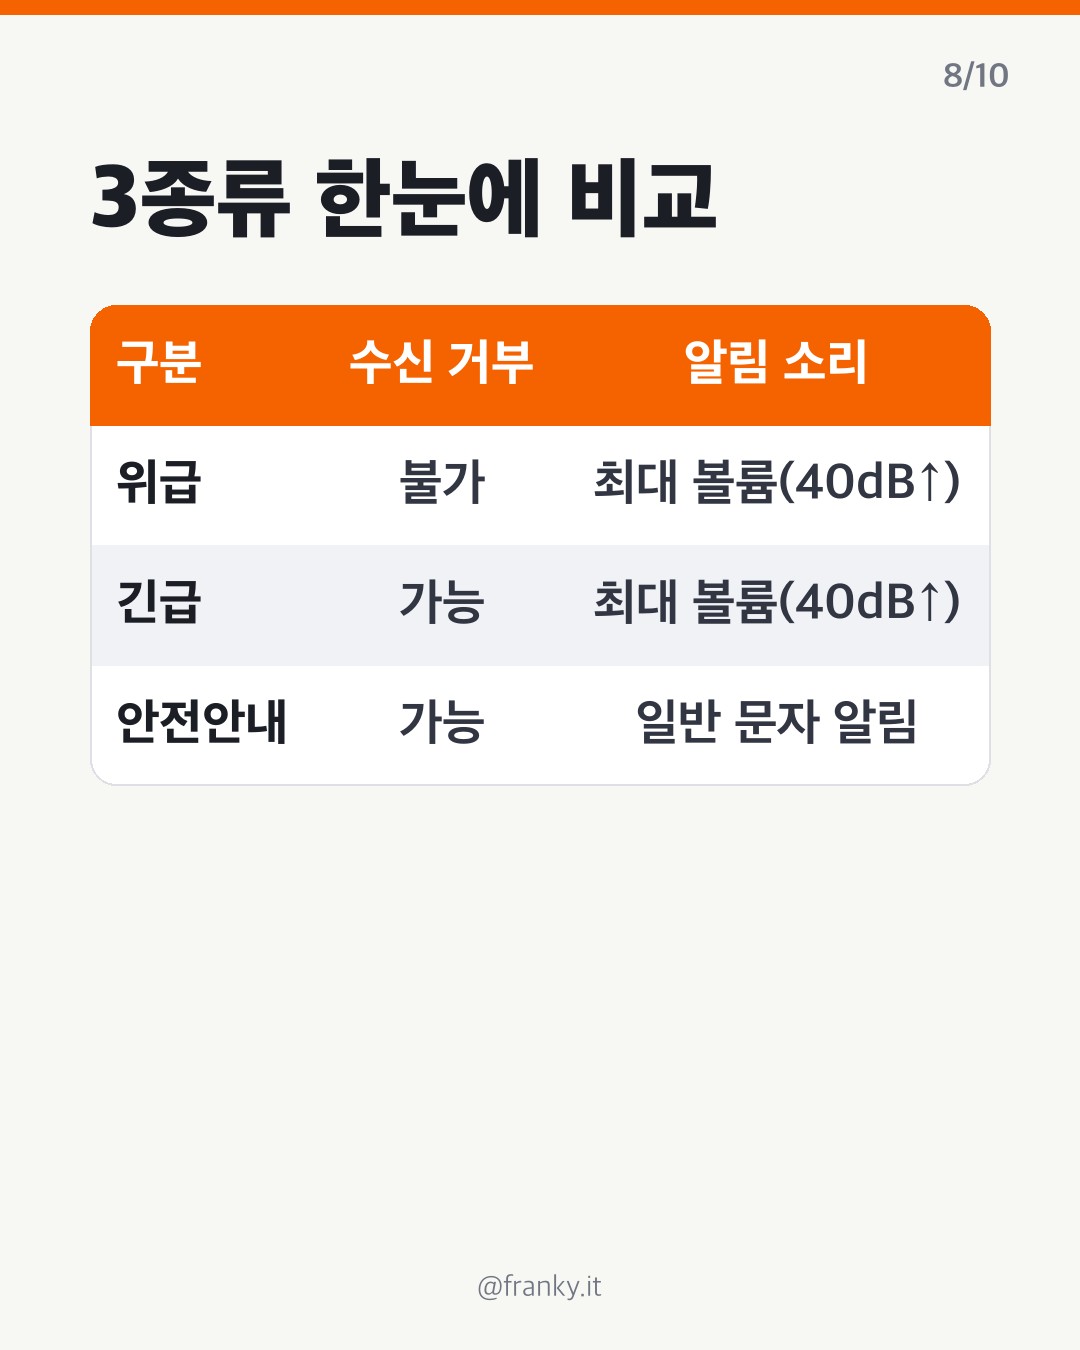 8/10
3종류 한눈에 비교
구분 수신 거부 알림 소리
위급 불가 최대 볼륨(40dB↑)
긴급 가능 최대 볼륨(40dB↑)
안전안내 가능 일반 문자 알림
@franky.it